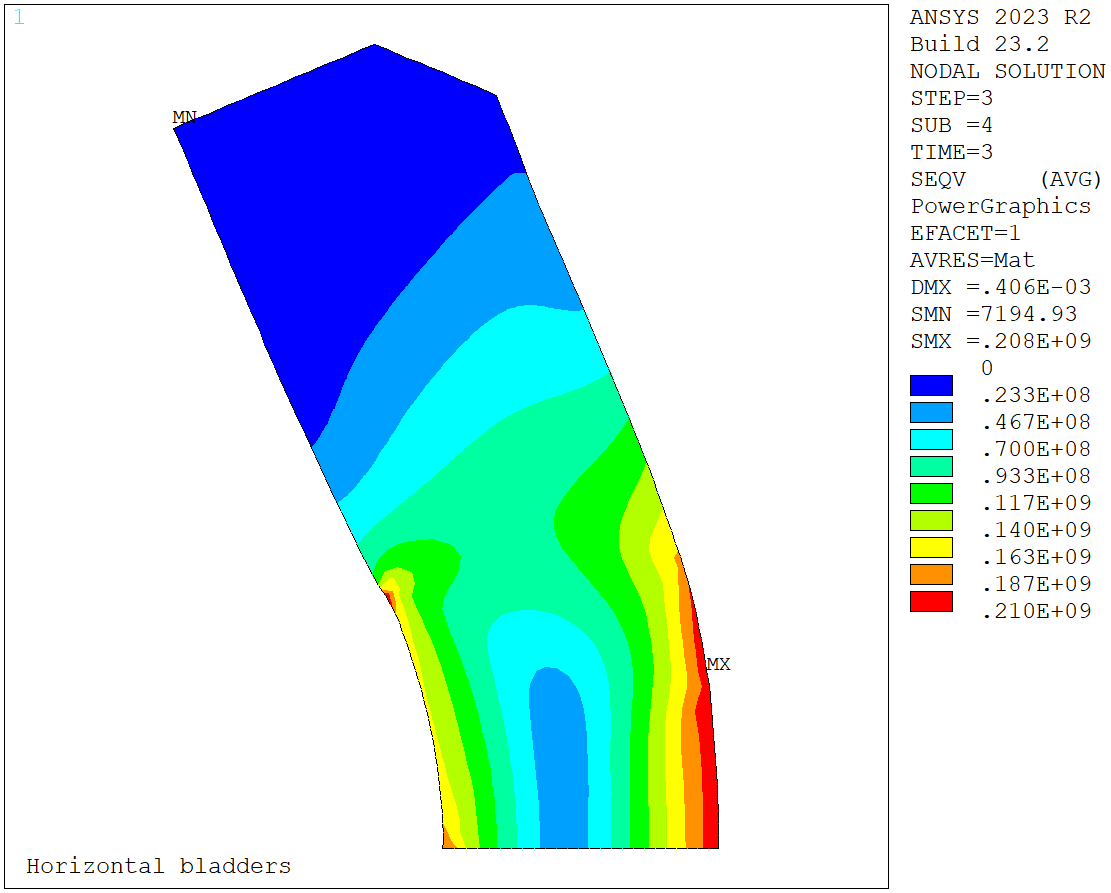 1
ANSYS 2023 R2
Build 23.2
NODAL SOLUTION
STEP=3
SUB =4
TIME=3
SEQV (AVG)
PowerGraphics
EFACET=1
AVRES=Mat
DMX =.406E-03
SMN =7194.93
SMX =.208E+09
0
.233E+08
.467E+08
.700E+08
.933E+08
.117E+09
.140E+09
.163E+09
.187E+09
.210E+09
MN
MX
Horizontal bladders